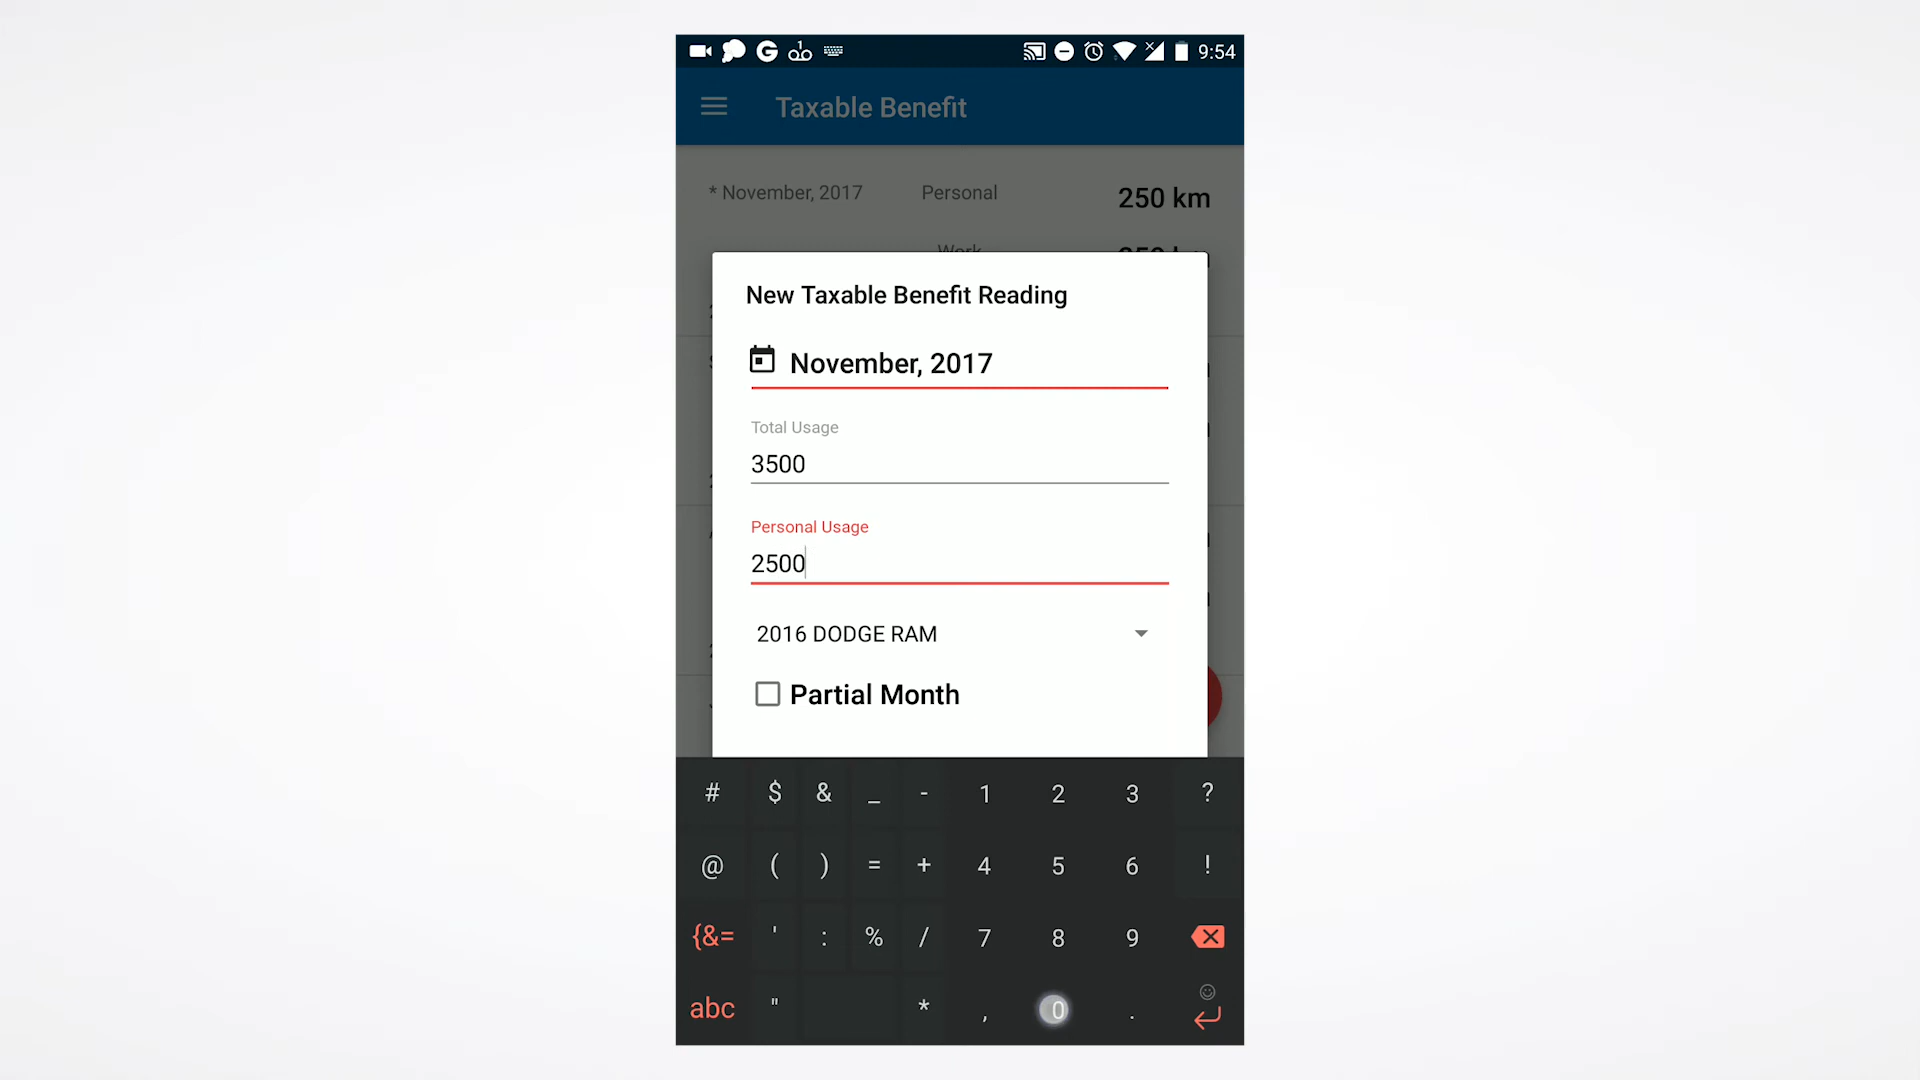 9:54
Taxable Benefit
* November, 2017 Personal 250 km
Work
New Taxable Benefit Reading
November, 2017
Total Usage
3500
Personal Usage
2500
2016 DODGE RAM
Partial Month
# $ & _ - 1 2 3 ?
@ ( ) = + 4 5 6 !
{&= ' : % / 7 8 9
abc " * , 0 .